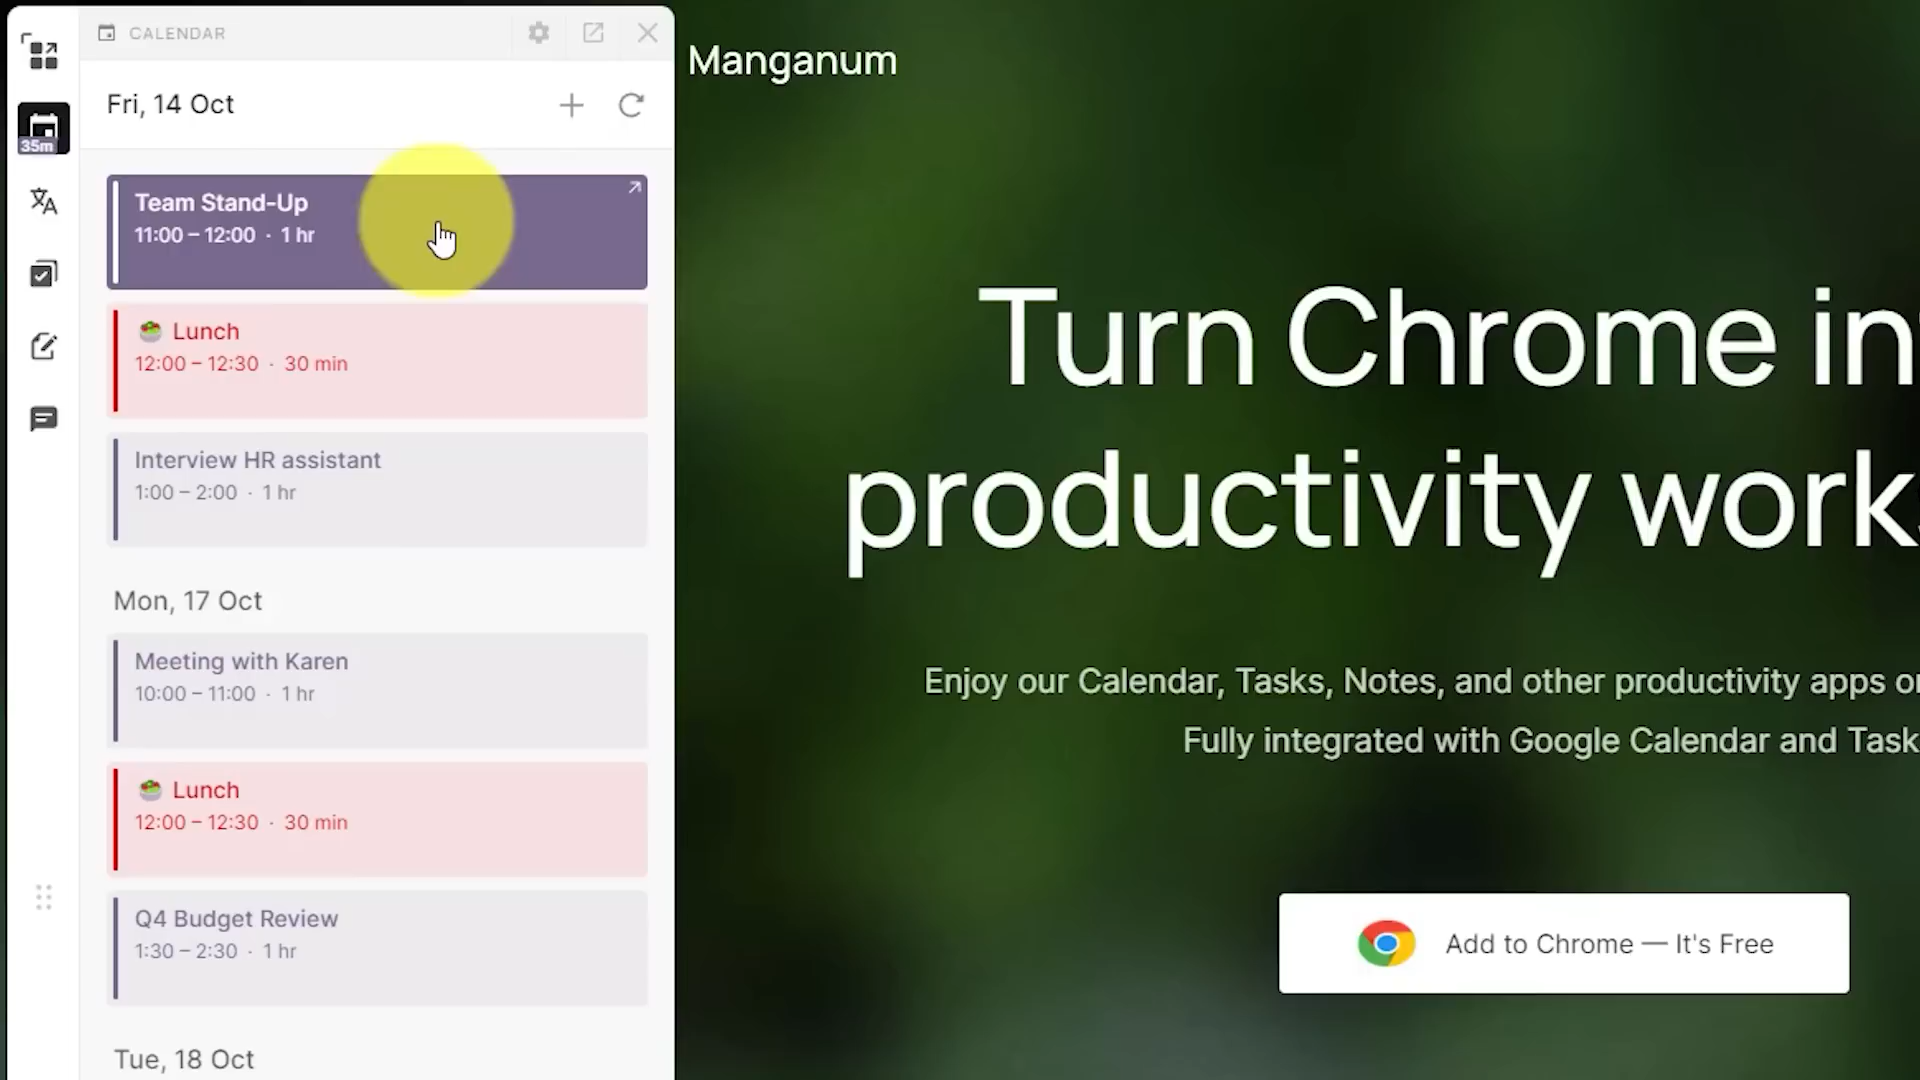 CALENDAR
Fri, 14 Oct
35m
Team Stand-Up
11:00 – 12:00 · 1 hr
Lunch
12:00 – 12:30 · 30 min
Interview HR assistant
1:00 – 2:00 · 1 hr
Mon, 17 Oct
Meeting with Karen
10:00 – 11:00 · 1 hr
Lunch
12:00 – 12:30 · 30 min
Q4 Budget Review
1:30 – 2:30 · 1 hr
Tue, 18 Oct
Manganum
Turn Chrome in
productivity work
Enjoy our Calendar, Tasks, Notes, and other productivity apps o
Fully integrated with Google Calendar and Task
Add to Chrome — It's Free